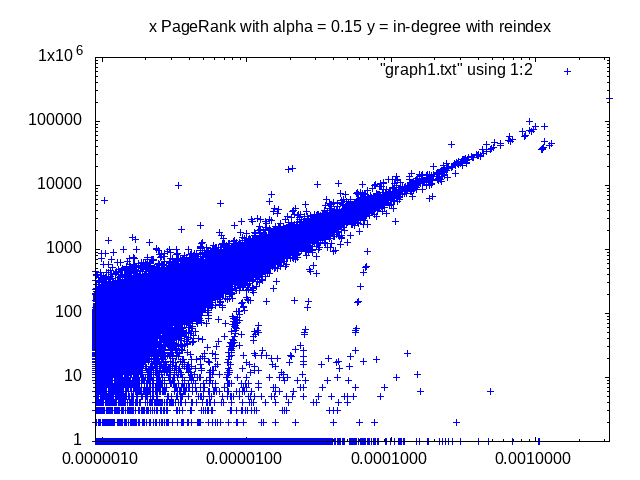 x PageRank with alpha = 0.15 y = in-degree with reindex
1x10^6
"graph1.txt" using 1:2
100000
10000
1000
100
10
1
0.0000010 0.0000100 0.0001000 0.0010000